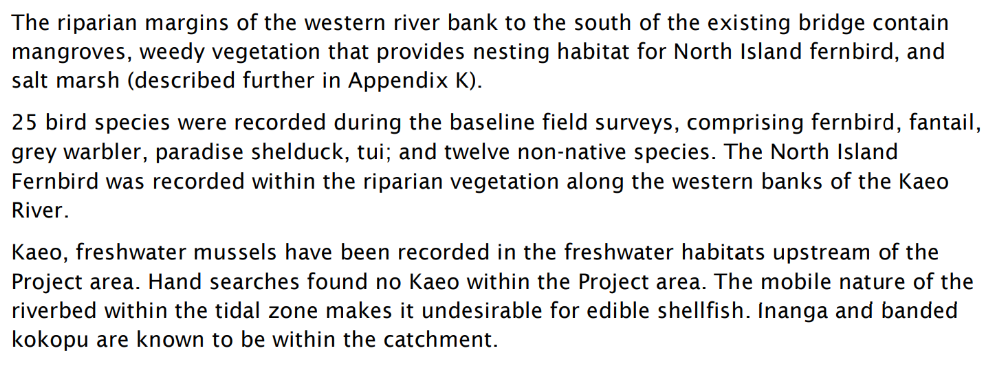 The riparian margins of the western river bank to the south of the existing bridge contain
mangroves, weedy vegetation that provides nesting habitat for North Island fernbird, and
salt marsh (described further in Appendix K).
25 bird species were recorded during the baseline field surveys, comprising fernbird, fantail,
grey warbler, paradise shelduck, tui; and twelve non-native species. The North Island
Fernbird was recorded within the riparian vegetation along the western banks of the Kaeo
River.
Kaeo, freshwater mussels have been recorded in the freshwater habitats upstream of the
Project area. Hand searches found no Kaeo within the Project area. The mobile nature of the
riverbed within the tidal zone makes it undesirable for edible shellfish. Inanga and banded
kokopu are known to be within the catchment.